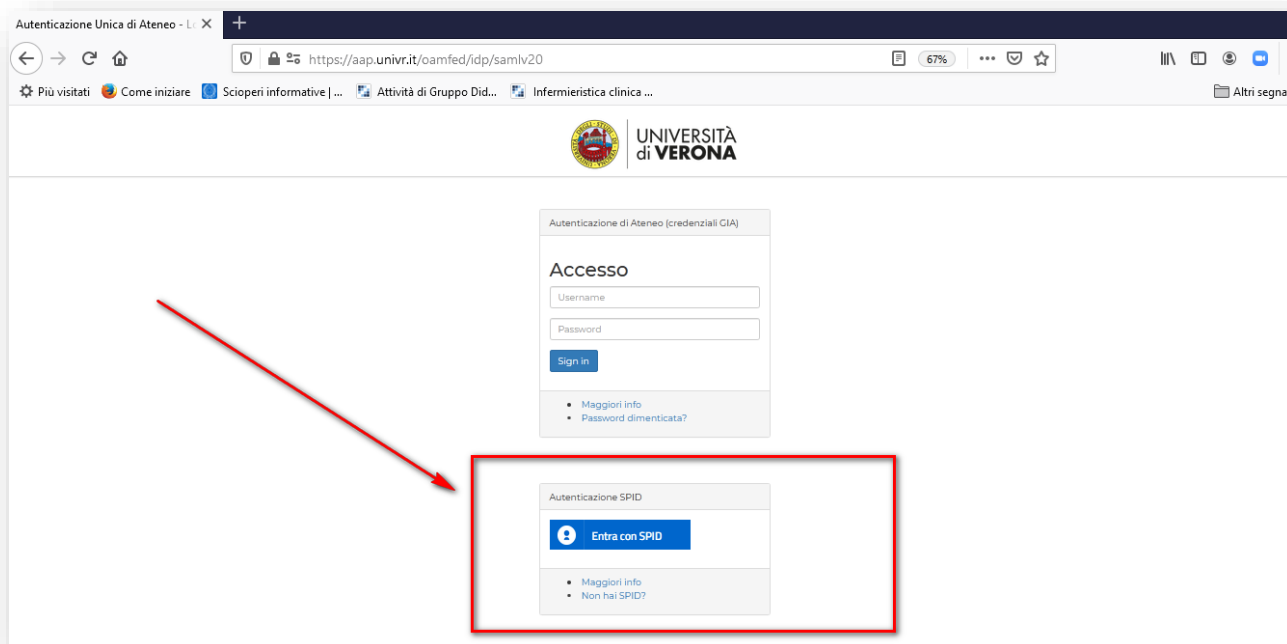 Autenticazione Unica di Ateneo - Lo
https://aap.univr.it/oamfed/idp/samlv20
67%
Più visitati Come iniziare Scioperi informative | ... Attività di Gruppo Did... Infermieristica clinica ... Altri segna
UNIVERSITÀ
di VERONA
Autenticazione di Ateneo (credenziali GIA)
Accesso
Username
Password
Sign in
Maggiori info
Password dimenticata?
Autenticazione SPID
Entra con SPID
Maggiori info
Non hai SPID?